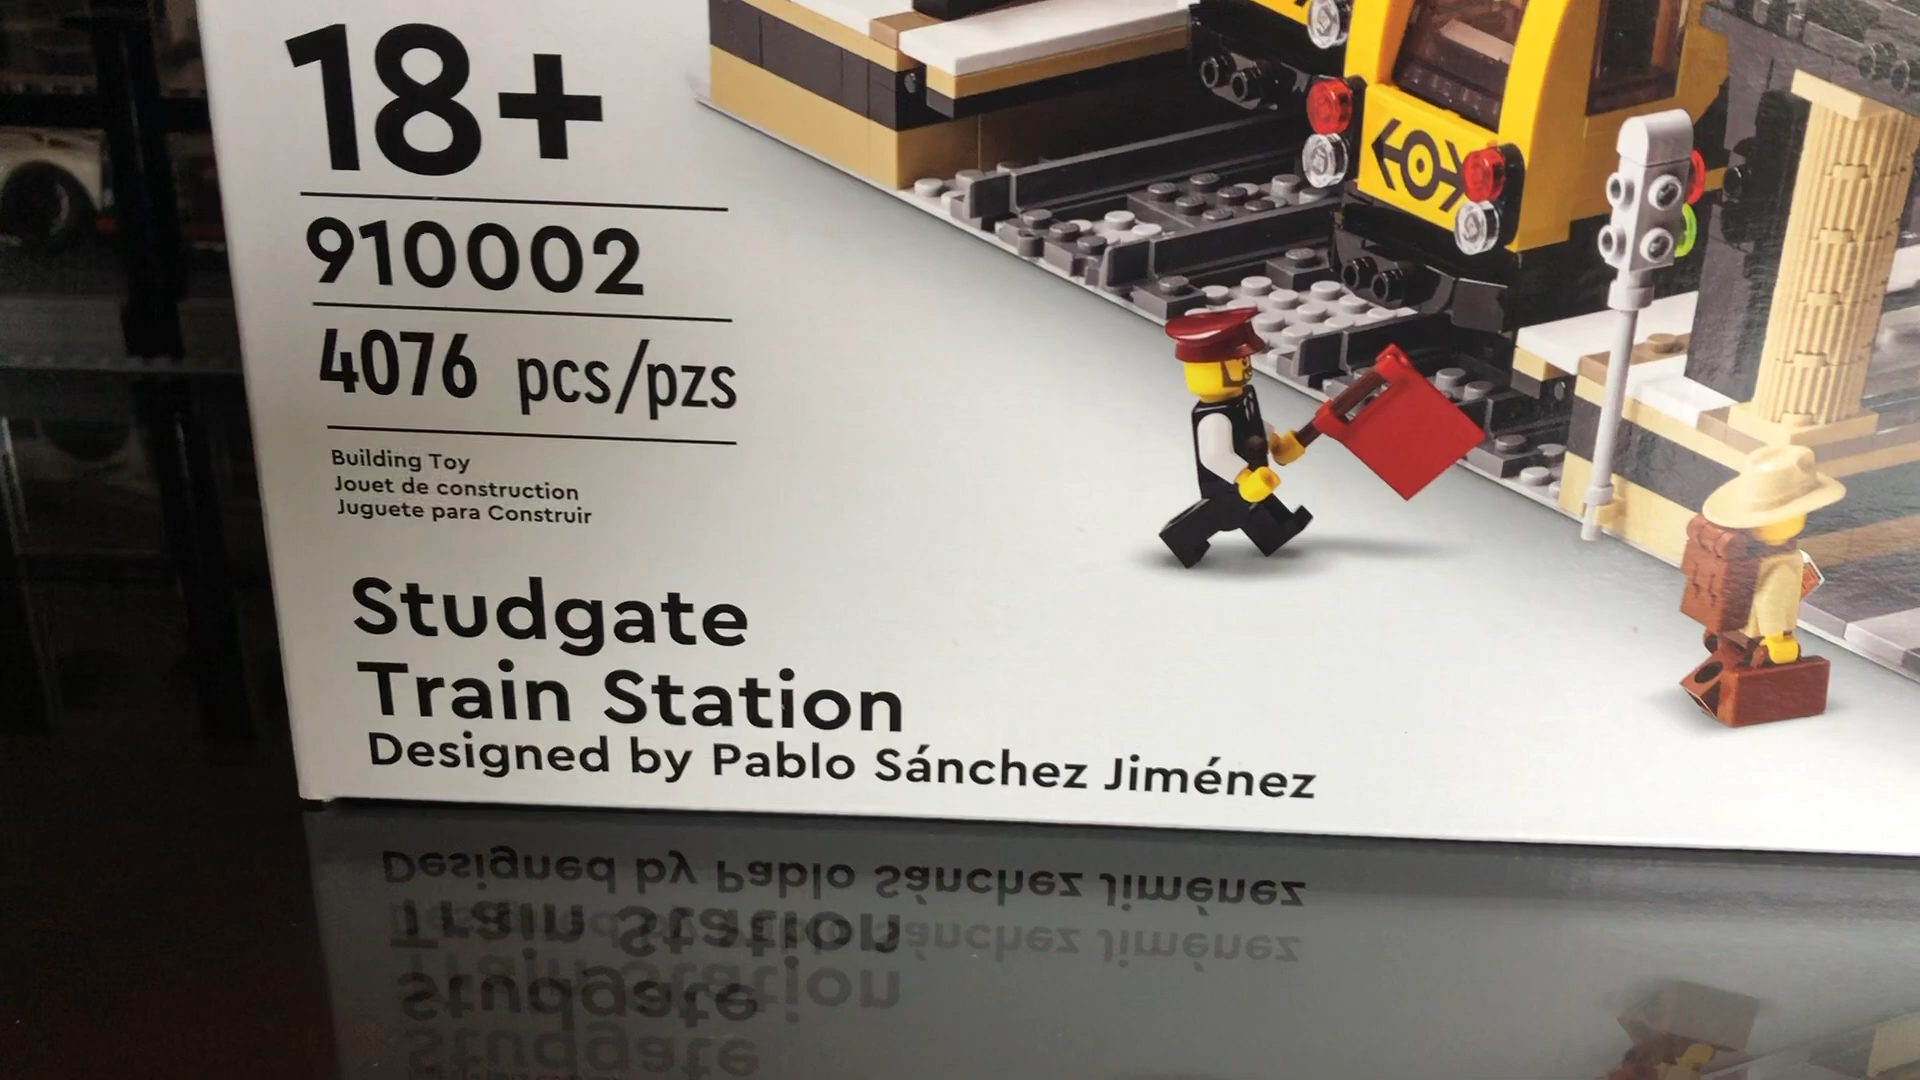 18+
910002
4076 pcs/pzs
Building Toy
Jouet de construction
Juguete para Construir
Studgate
Train Station
Designed by Pablo Sánchez Jiménez